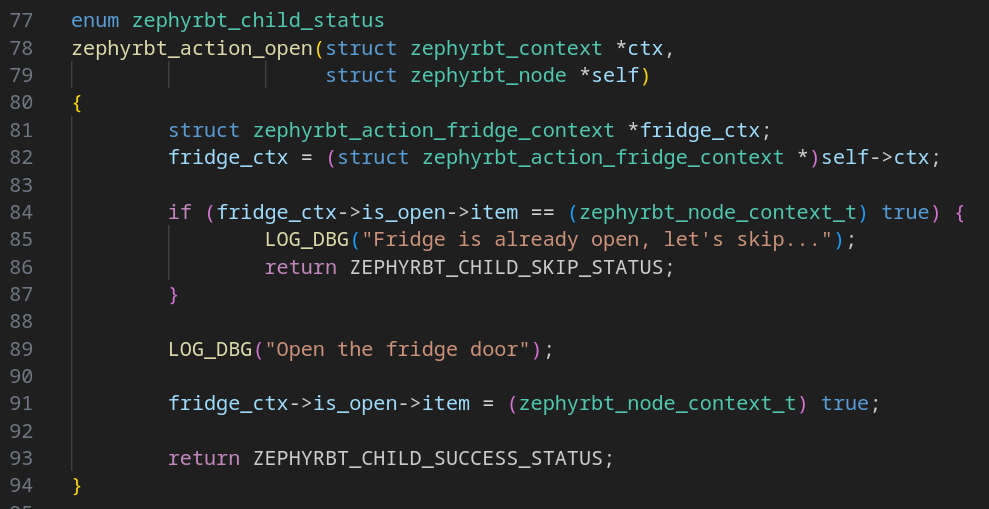 77 enum zephyrbt_child_status
78 zephyrbt_action_open(struct zephyrbt_context *ctx,
79                      struct zephyrbt_node *self)
80 {
81         struct zephyrbt_action_fridge_context *fridge_ctx;
82         fridge_ctx = (struct zephyrbt_action_fridge_context *)self->ctx;
83
84         if (fridge_ctx->is_open->item == (zephyrbt_node_context_t) true) {
85                 LOG_DBG("Fridge is already open, let's skip...");
86                 return ZEPHYRBT_CHILD_SKIP_STATUS;
87         }
88
89         LOG_DBG("Open the fridge door");
90
91         fridge_ctx->is_open->item = (zephyrbt_node_context_t) true;
92
93         return ZEPHYRBT_CHILD_SUCCESS_STATUS;
94 }